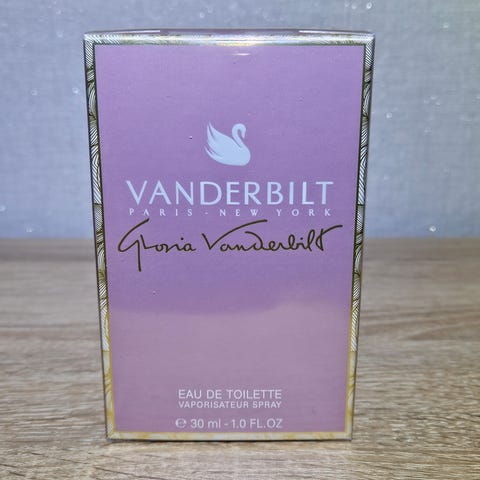 VANDERBILT
PARIS - NEW YORK
Gloria Vanderbilt
EAU DE TOILETTE
VAPORISATEUR SPRAY
℮ 30 ml - 1.0 FL.OZ